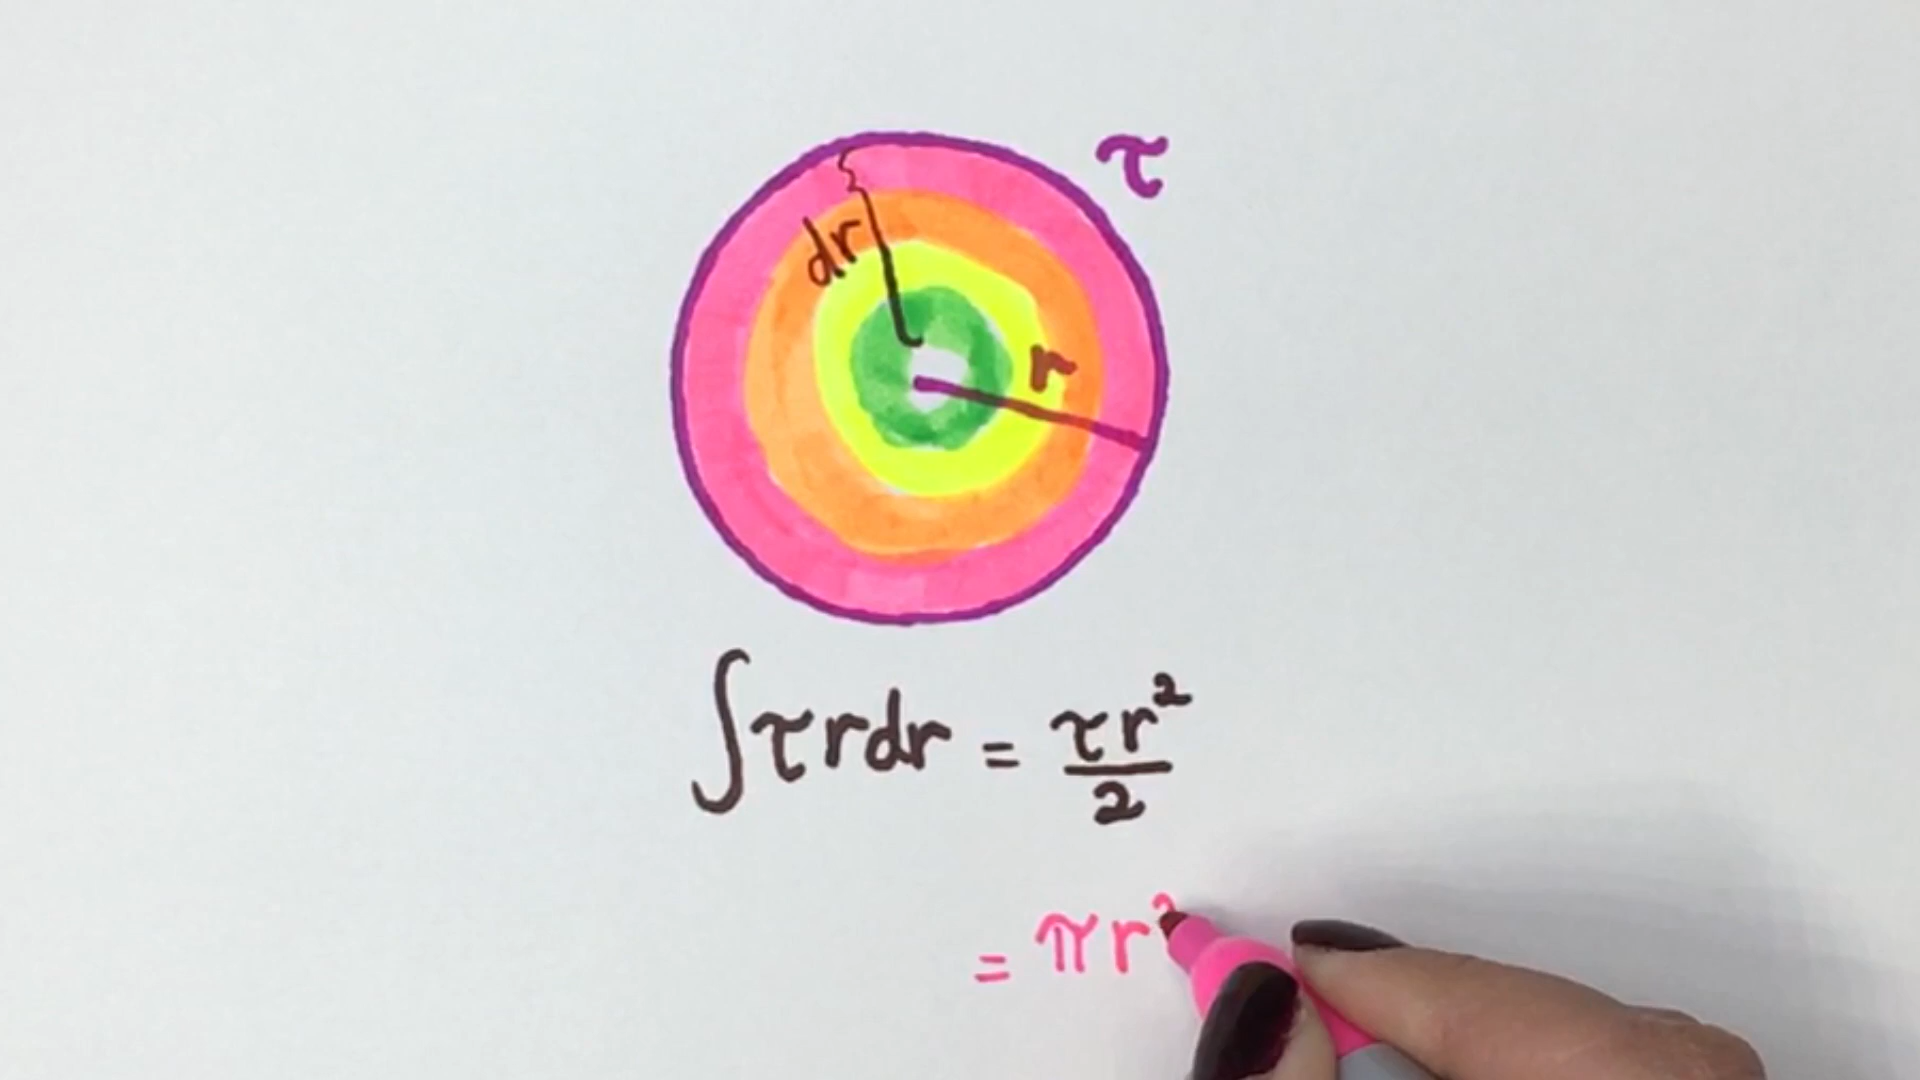 τ
dr
r
∫τrdr = τr²/2
= πr²